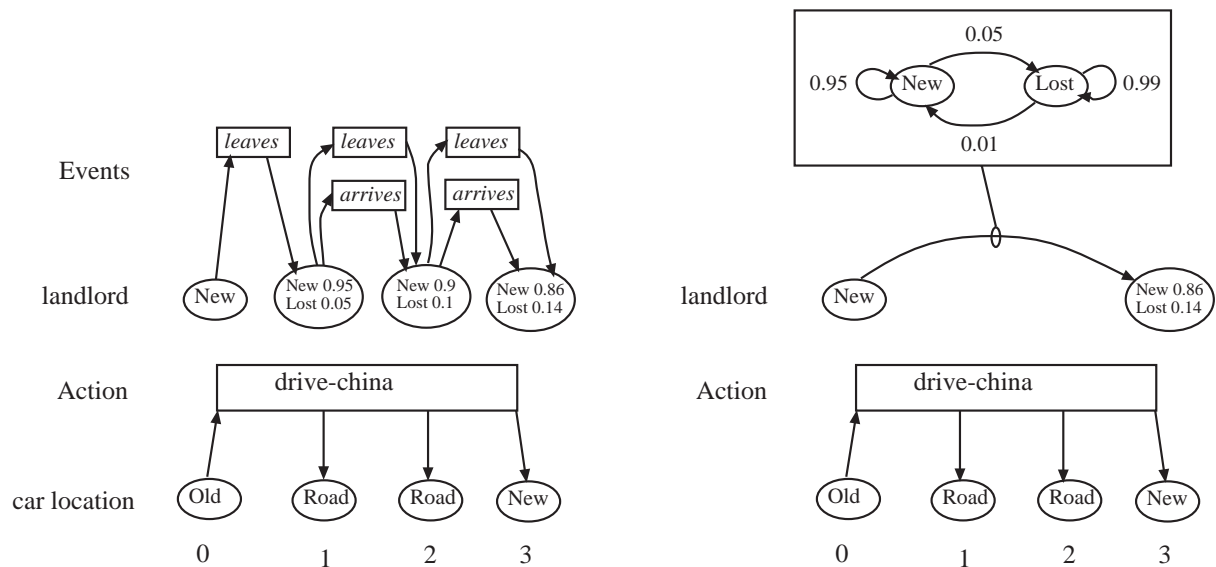 Events
leaves
leaves
leaves
arrives
arrives
landlord
New
New 0.95
Lost 0.05
New 0.9
Lost 0.1
New 0.86
Lost 0.14
Action
drive-china
car location
Old
Road
Road
New
0
1
2
3
0.05
0.95
New
Lost
0.99
0.01
landlord
New
New 0.86
Lost 0.14
Action
drive-china
Old
Road
Road
New
0
1
2
3